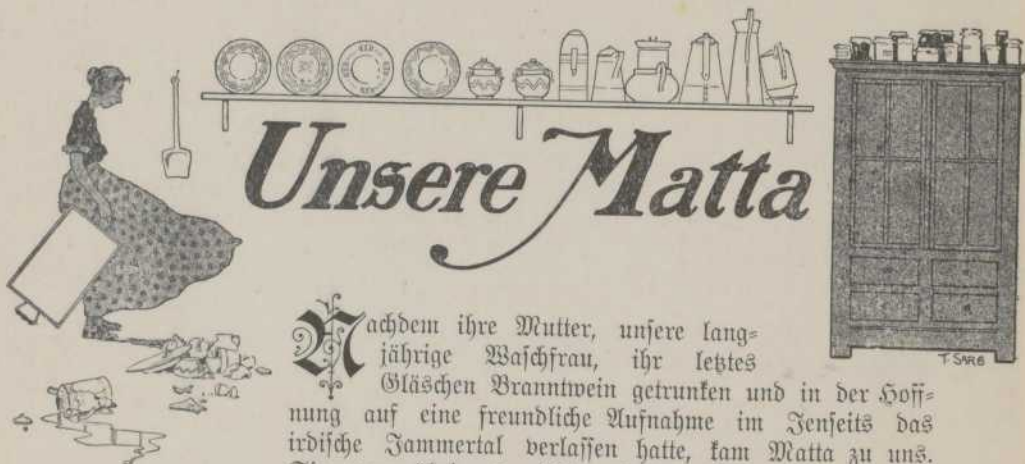 Unsere Matta
Nachdem ihre Mutter, unsere lang-
jährige Waschfrau, ihr letztes
Gläschen Branntwein getrunken und in der Hoff-
nung auf eine freundliche Aufnahme im Jenseits das
irdische Jammertal verlassen hatte, kam Matta zu uns.
T. SARG